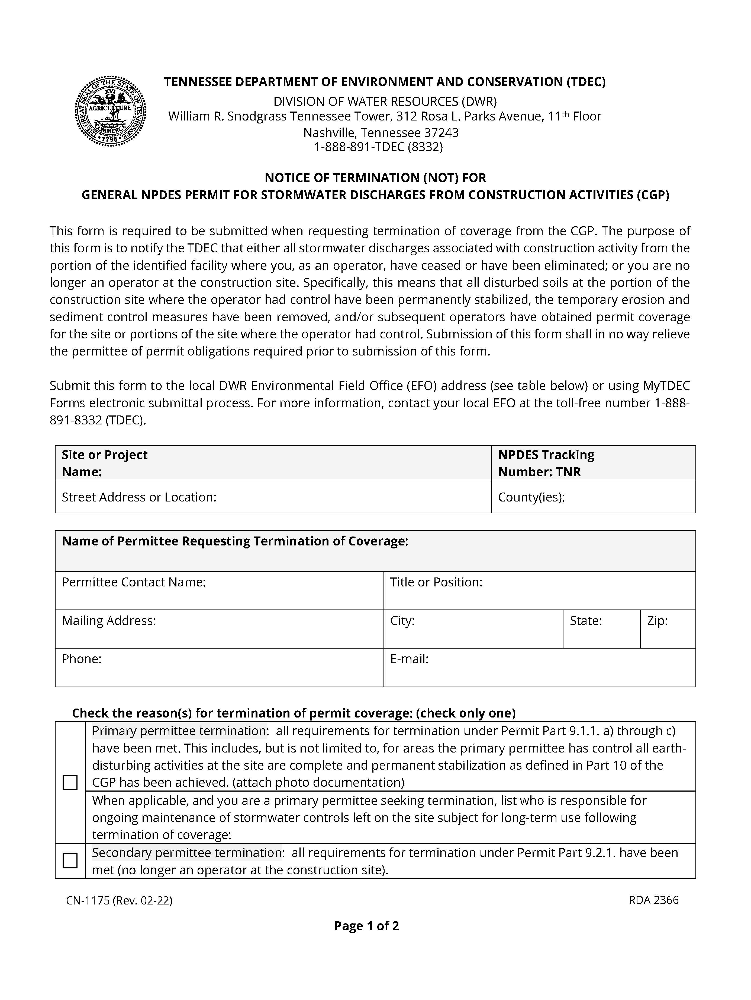 THE GREAT SEAL OF THE STATE OF TENNESSEE
XVI
AGRICULTURE
COMMERCE
1796
TENNESSEE DEPARTMENT OF ENVIRONMENT AND CONSERVATION (TDEC)
DIVISION OF WATER RESOURCES (DWR)
William R. Snodgrass Tennessee Tower, 312 Rosa L. Parks Avenue, 11th Floor
Nashville, Tennessee 37243
1-888-891-TDEC (8332)
NOTICE OF TERMINATION (NOT) FOR
GENERAL NPDES PERMIT FOR STORMWATER DISCHARGES FROM CONSTRUCTION ACTIVITIES (CGP)
This form is required to be submitted when requesting termination of coverage from the CGP. The purpose of
this form is to notify the TDEC that either all stormwater discharges associated with construction activity from the
portion of the identified facility where you, as an operator, have ceased or have been eliminated; or you are no
longer an operator at the construction site. Specifically, this means that all disturbed soils at the portion of the
construction site where the operator had control have been permanently stabilized, the temporary erosion and
sediment control measures have been removed, and/or subsequent operators have obtained permit coverage
for the site or portions of the site where the operator had control. Submission of this form shall in no way relieve
the permittee of permit obligations required prior to submission of this form.
Submit this form to the local DWR Environmental Field Office (EFO) address (see table below) or using MyTDEC
Forms electronic submittal process. For more information, contact your local EFO at the toll-free number 1-888-
891-8332 (TDEC).
Site or Project
Name:
NPDES Tracking
Number: TNR
Street Address or Location:
County(ies):
Name of Permittee Requesting Termination of Coverage:
Permittee Contact Name:
Title or Position:
Mailing Address:
City:
State:
Zip:
Phone:
E-mail:
Check the reason(s) for termination of permit coverage: (check only one)
Primary permittee termination: all requirements for termination under Permit Part 9.1.1. a) through c)
have been met. This includes, but is not limited to, for areas the primary permittee has control all earth-
disturbing activities at the site are complete and permanent stabilization as defined in Part 10 of the
CGP has been achieved. (attach photo documentation)
When applicable, and you are a primary permittee seeking termination, list who is responsible for
ongoing maintenance of stormwater controls left on the site subject for long-term use following
termination of coverage:
Secondary permittee termination: all requirements for termination under Permit Part 9.2.1. have been
met (no longer an operator at the construction site).
CN-1175 (Rev. 02-22)
RDA 2366
Page 1 of 2